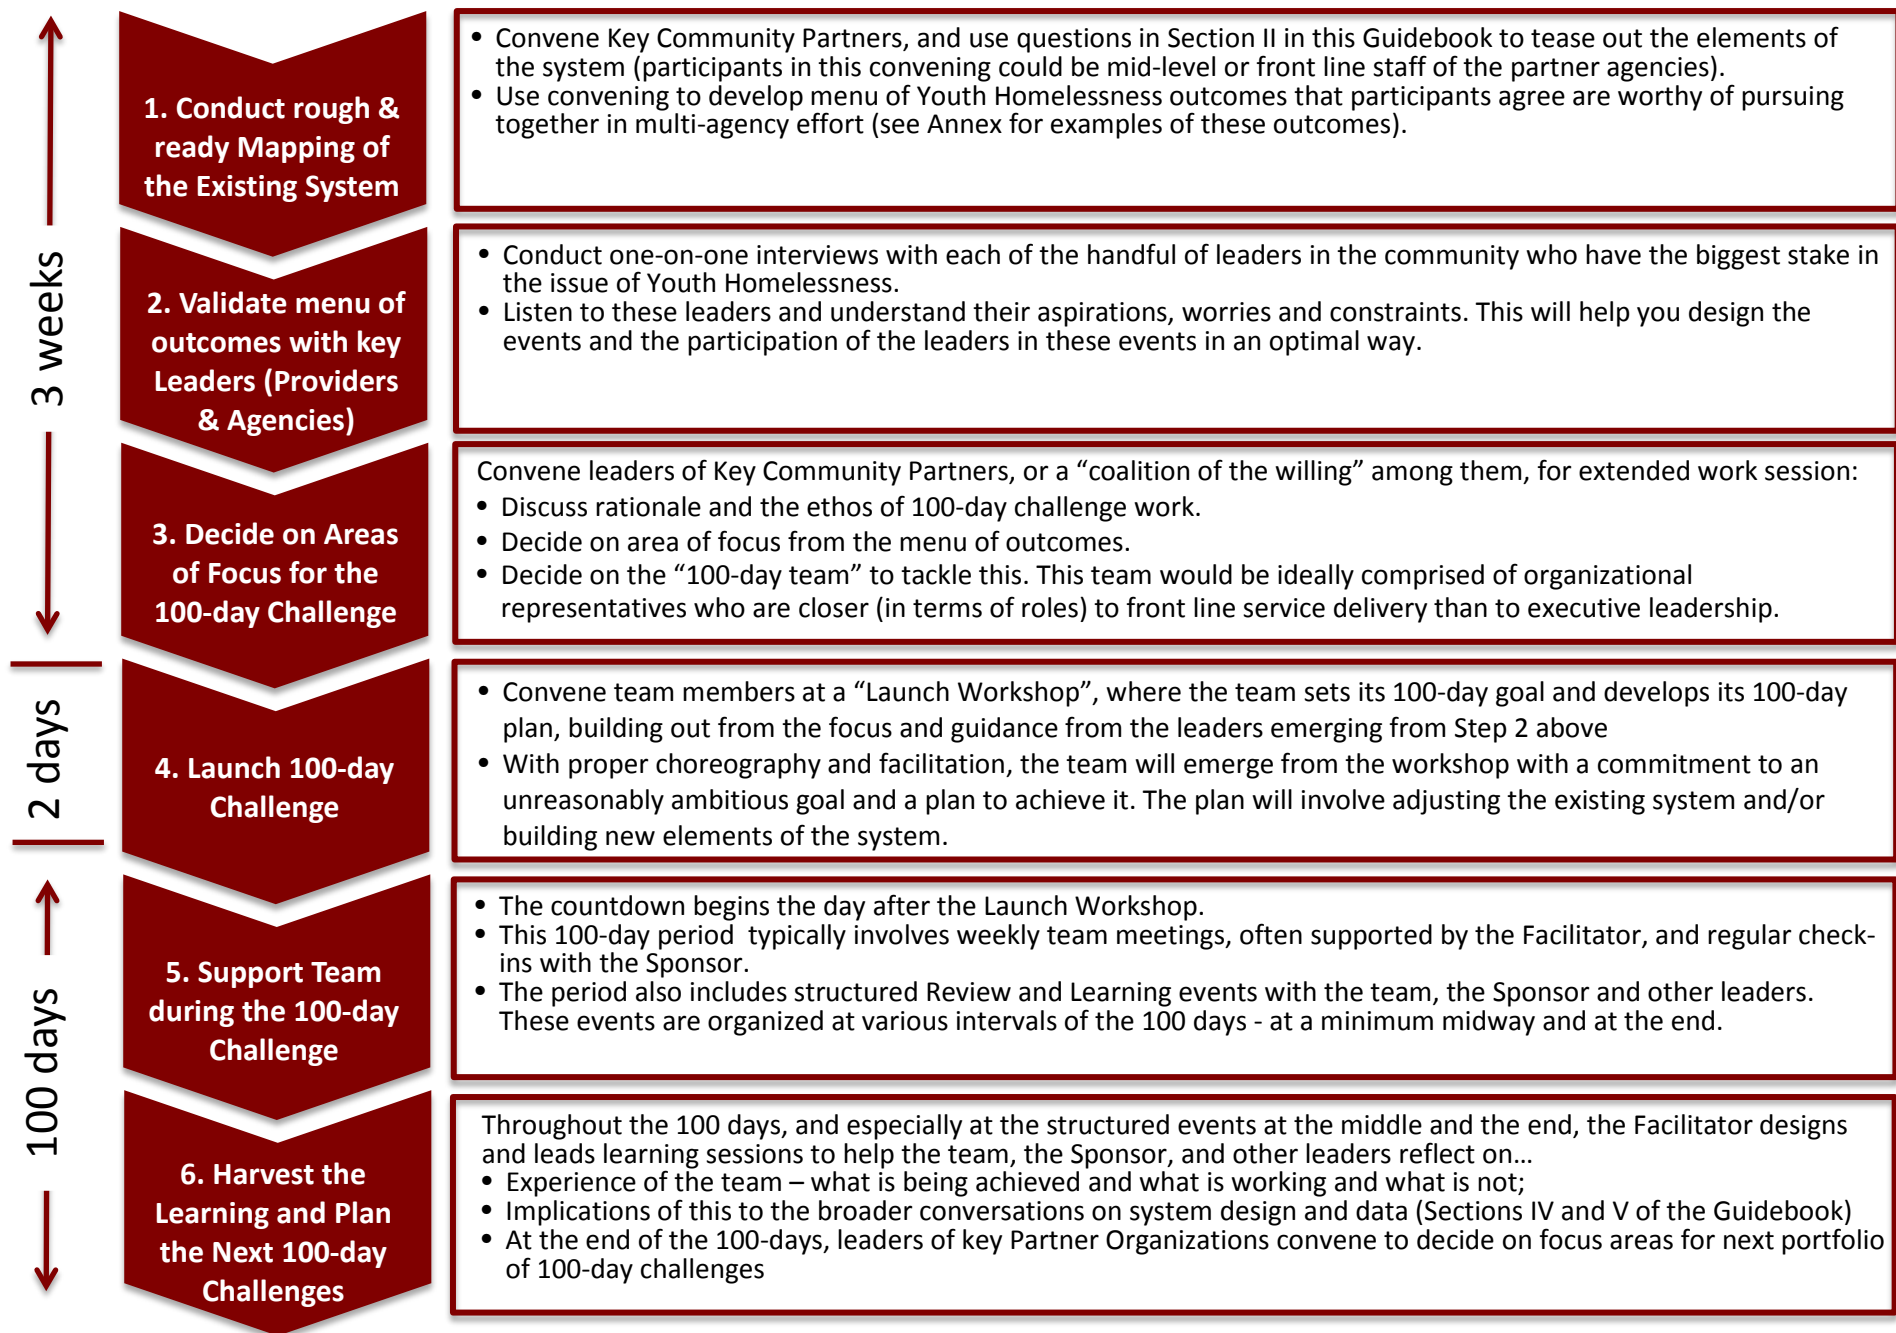 3 weeks
1. Conduct rough &
ready Mapping of
the Existing System
• Convene Key Community Partners, and use questions in Section II in this Guidebook to tease out the elements of
the system (participants in this convening could be mid-level or front line staff of the partner agencies).
• Use convening to develop menu of Youth Homelessness outcomes that participants agree are worthy of pursuing
together in multi-agency effort (see Annex for examples of these outcomes).
2. Validate menu of
outcomes with key
Leaders (Providers
& Agencies)
• Conduct one-on-one interviews with each of the handful of leaders in the community who have the biggest stake in
the issue of Youth Homelessness.
• Listen to these leaders and understand their aspirations, worries and constraints. This will help you design the
events and the participation of the leaders in these events in an optimal way.
3. Decide on Areas
of Focus for the
100-day Challenge
Convene leaders of Key Community Partners, or a “coalition of the willing” among them, for extended work session:
• Discuss rationale and the ethos of 100-day challenge work.
• Decide on area of focus from the menu of outcomes.
• Decide on the “100-day team” to tackle this. This team would be ideally comprised of organizational
representatives who are closer (in terms of roles) to front line service delivery than to executive leadership.
2 days
4. Launch 100-day
Challenge
• Convene team members at a “Launch Workshop”, where the team sets its 100-day goal and develops its 100-day
plan, building out from the focus and guidance from the leaders emerging from Step 2 above
• With proper choreography and facilitation, the team will emerge from the workshop with a commitment to an
unreasonably ambitious goal and a plan to achieve it. The plan will involve adjusting the existing system and/or
building new elements of the system.
100 days
5. Support Team
during the 100-day
Challenge
• The countdown begins the day after the Launch Workshop.
• This 100-day period typically involves weekly team meetings, often supported by the Facilitator, and regular check-
ins with the Sponsor.
• The period also includes structured Review and Learning events with the team, the Sponsor and other leaders.
These events are organized at various intervals of the 100 days - at a minimum midway and at the end.
6. Harvest the
Learning and Plan
the Next 100-day
Challenges
Throughout the 100 days, and especially at the structured events at the middle and the end, the Facilitator designs
and leads learning sessions to help the team, the Sponsor, and other leaders reflect on…
• Experience of the team – what is being achieved and what is working and what is not;
• Implications of this to the broader conversations on system design and data (Sections IV and V of the Guidebook)
• At the end of the 100-days, leaders of key Partner Organizations convene to decide on focus areas for next portfolio
of 100-day challenges